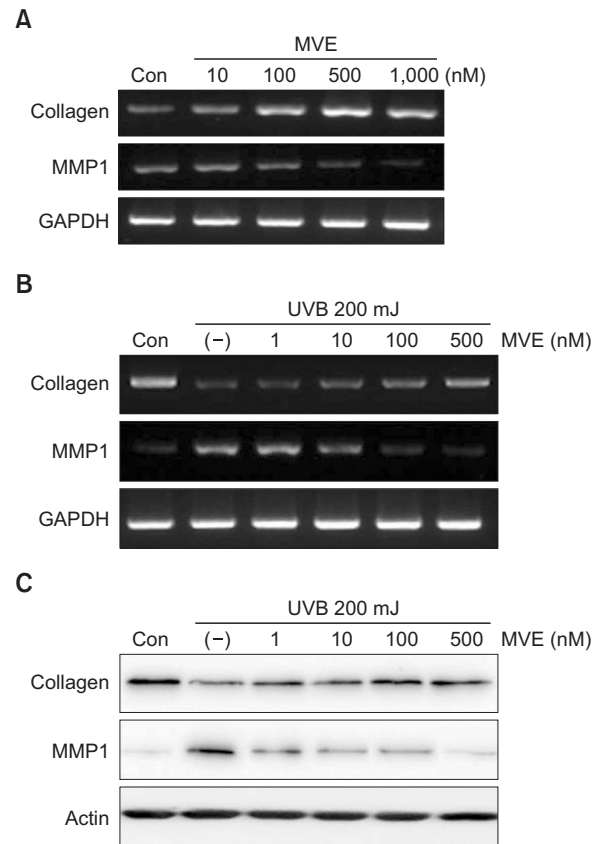 A
MVE
Con 10 100 500 1,000 (nM)
Collagen
MMP1
GAPDH
B
UVB 200 mJ
Con (−) 1 10 100 500 MVE (nM)
Collagen
MMP1
GAPDH
C
UVB 200 mJ
Con (−) 1 10 100 500 MVE (nM)
Collagen
MMP1
Actin